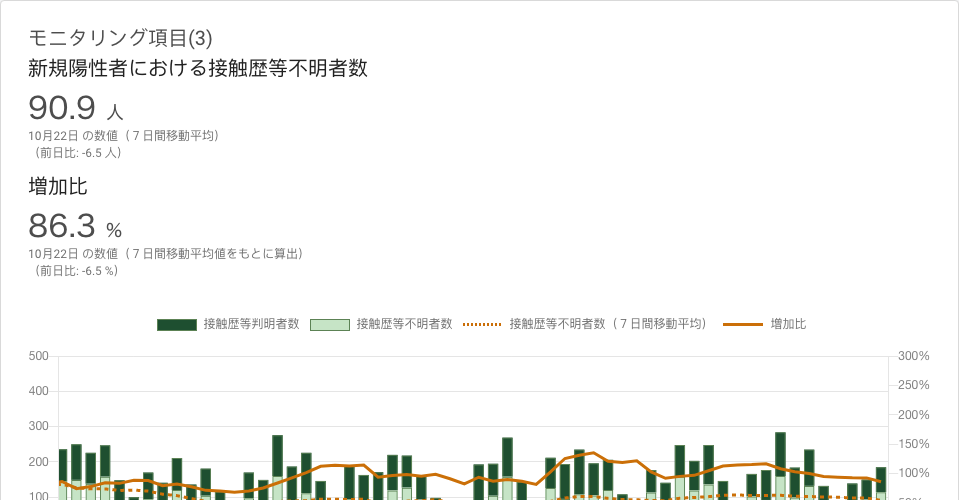 モニタリング項目(3)
新規陽性者における接触歴等不明者数
90.9 人
10月22日 の数値（７日間移動平均）
（前日比: -6.5 人）
増加比
86.3 %
10月22日 の数値（７日間移動平均値をもとに算出）
（前日比: -6.5 %）
接触歴等判明者数 接触歴等不明者数 接触歴等不明者数（７日間移動平均） 増加比
500 300%
250%
400
200%
300
150%
200
100%
100